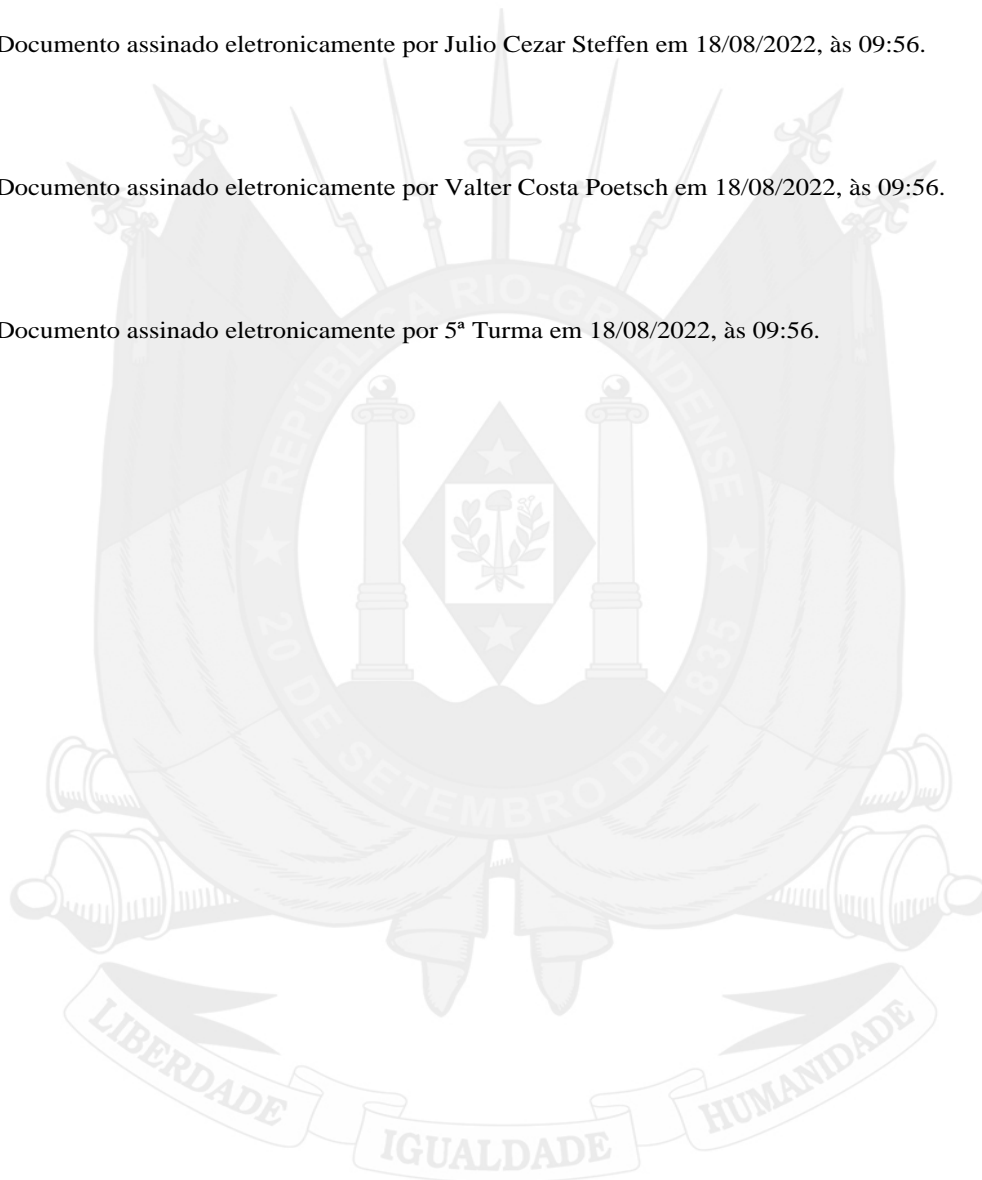 Documento assinado eletronicamente por Julio Cezar Steffen em 18/08/2022, às 09:56.
Documento assinado eletronicamente por Valter Costa Poetsch em 18/08/2022, às 09:56.
Documento assinado eletronicamente por 5ª Turma em 18/08/2022, às 09:56.
REPÚBLICA RIO-GRANDENSE
20 DE SETEMBRO DE 1835
LIBERDADE
IGUALDADE
HUMANIDADE